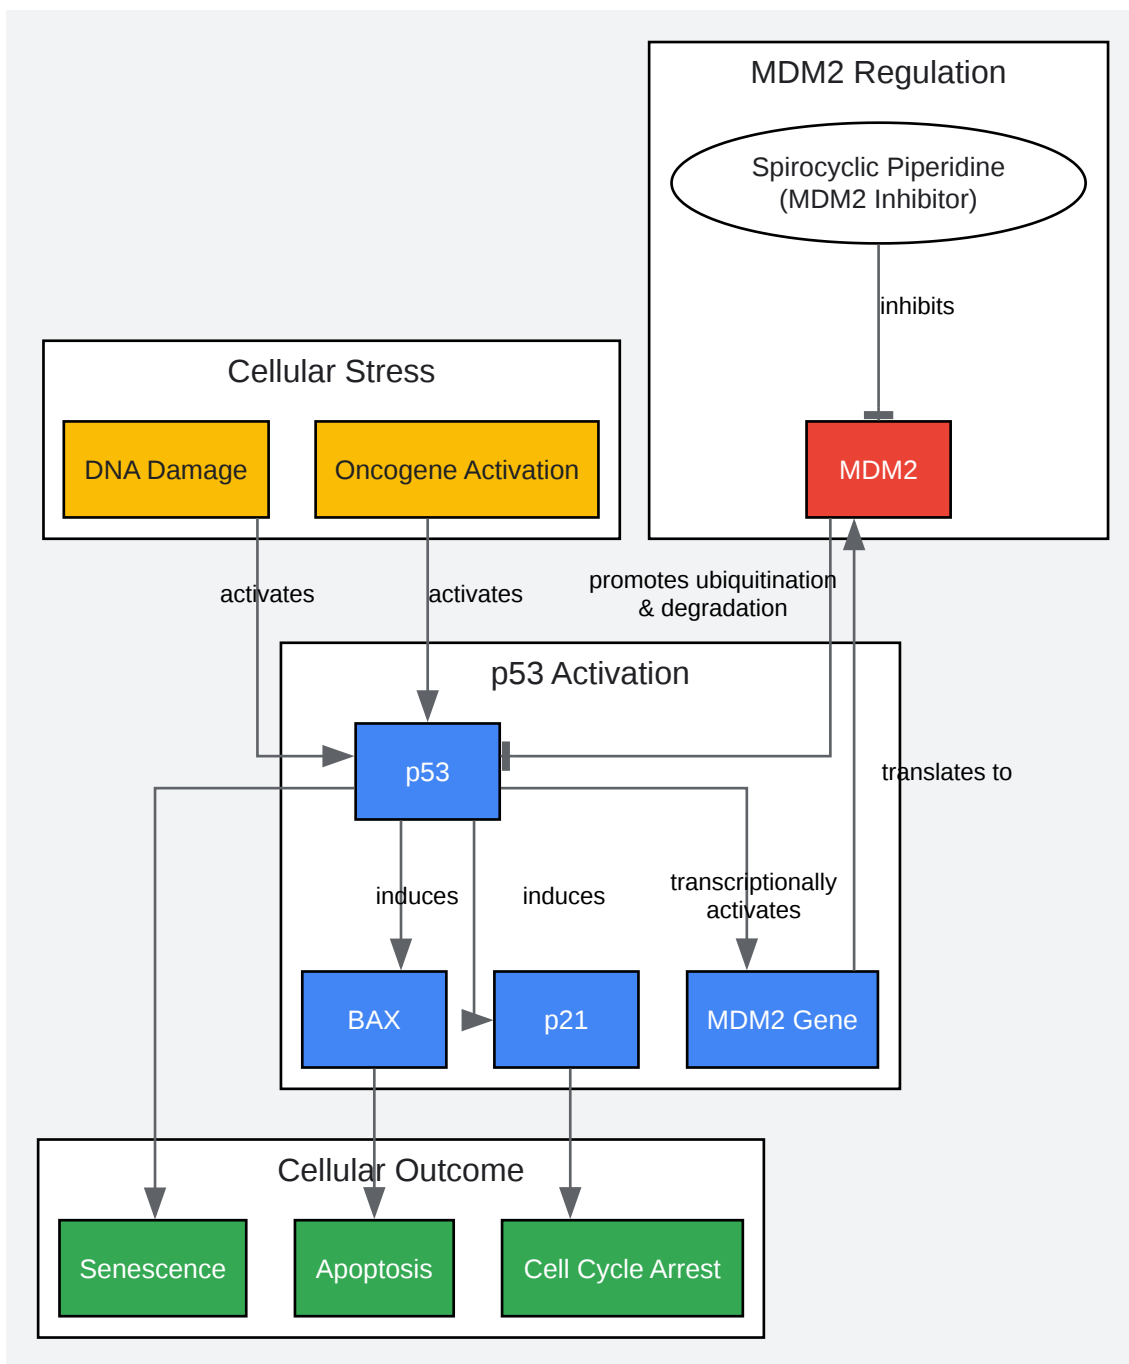 MDM2 Regulation
Spirocyclic Piperidine
(MDM2 Inhibitor)
inhibits
Cellular Stress
DNA Damage
Oncogene Activation
MDM2
activates
activates
promotes ubiquitination
& degradation
p53 Activation
p53
translates to
induces
induces
transcriptionally
activates
BAX
p21
MDM2 Gene
Cellular Outcome
Senescence
Apoptosis
Cell Cycle Arrest